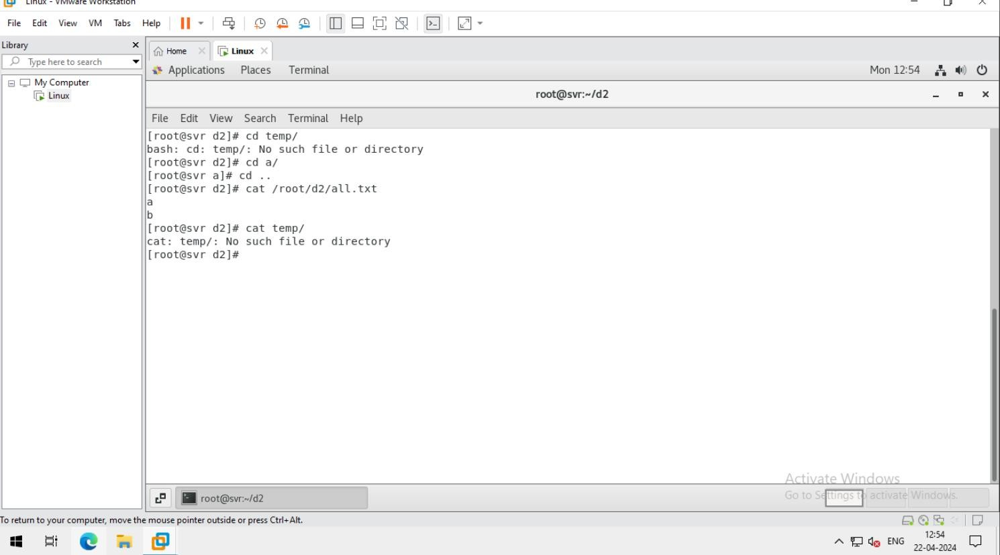 Linux - VMware Workstation
File Edit View VM Tabs Help
Library
Type here to search
My Computer
Linux
Home Linux
Applications Places Terminal Mon 12:54
root@svr:~/d2
File Edit View Search Terminal Help
[root@svr d2]# cd temp/
bash: cd: temp/: No such file or directory
[root@svr d2]# cd a/
[root@svr a]# cd ..
[root@svr d2]# cat /root/d2/all.txt
a
b
[root@svr d2]# cat temp/
cat: temp/: No such file or directory
[root@svr d2]#
Activate Windows
Go to Settings to activate Windows.
root@svr:~/d2
To return to your computer, move the mouse pointer outside or press Ctrl+Alt.
ENG
12:54
22-04-2024